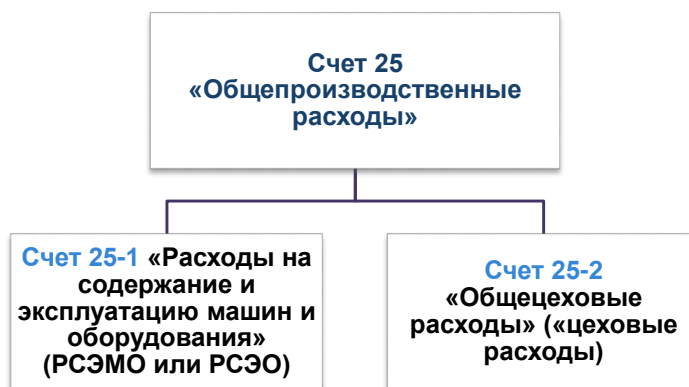 Счет 25
«Общепроизводственные
расходы»
Счет 25-1 «Расходы на
содержание и
эксплуатацию машин и
оборудования»
(РСЭМО или РСЭО)
Счет 25-2
«Общецеховые
расходы» («цеховые
расходы)